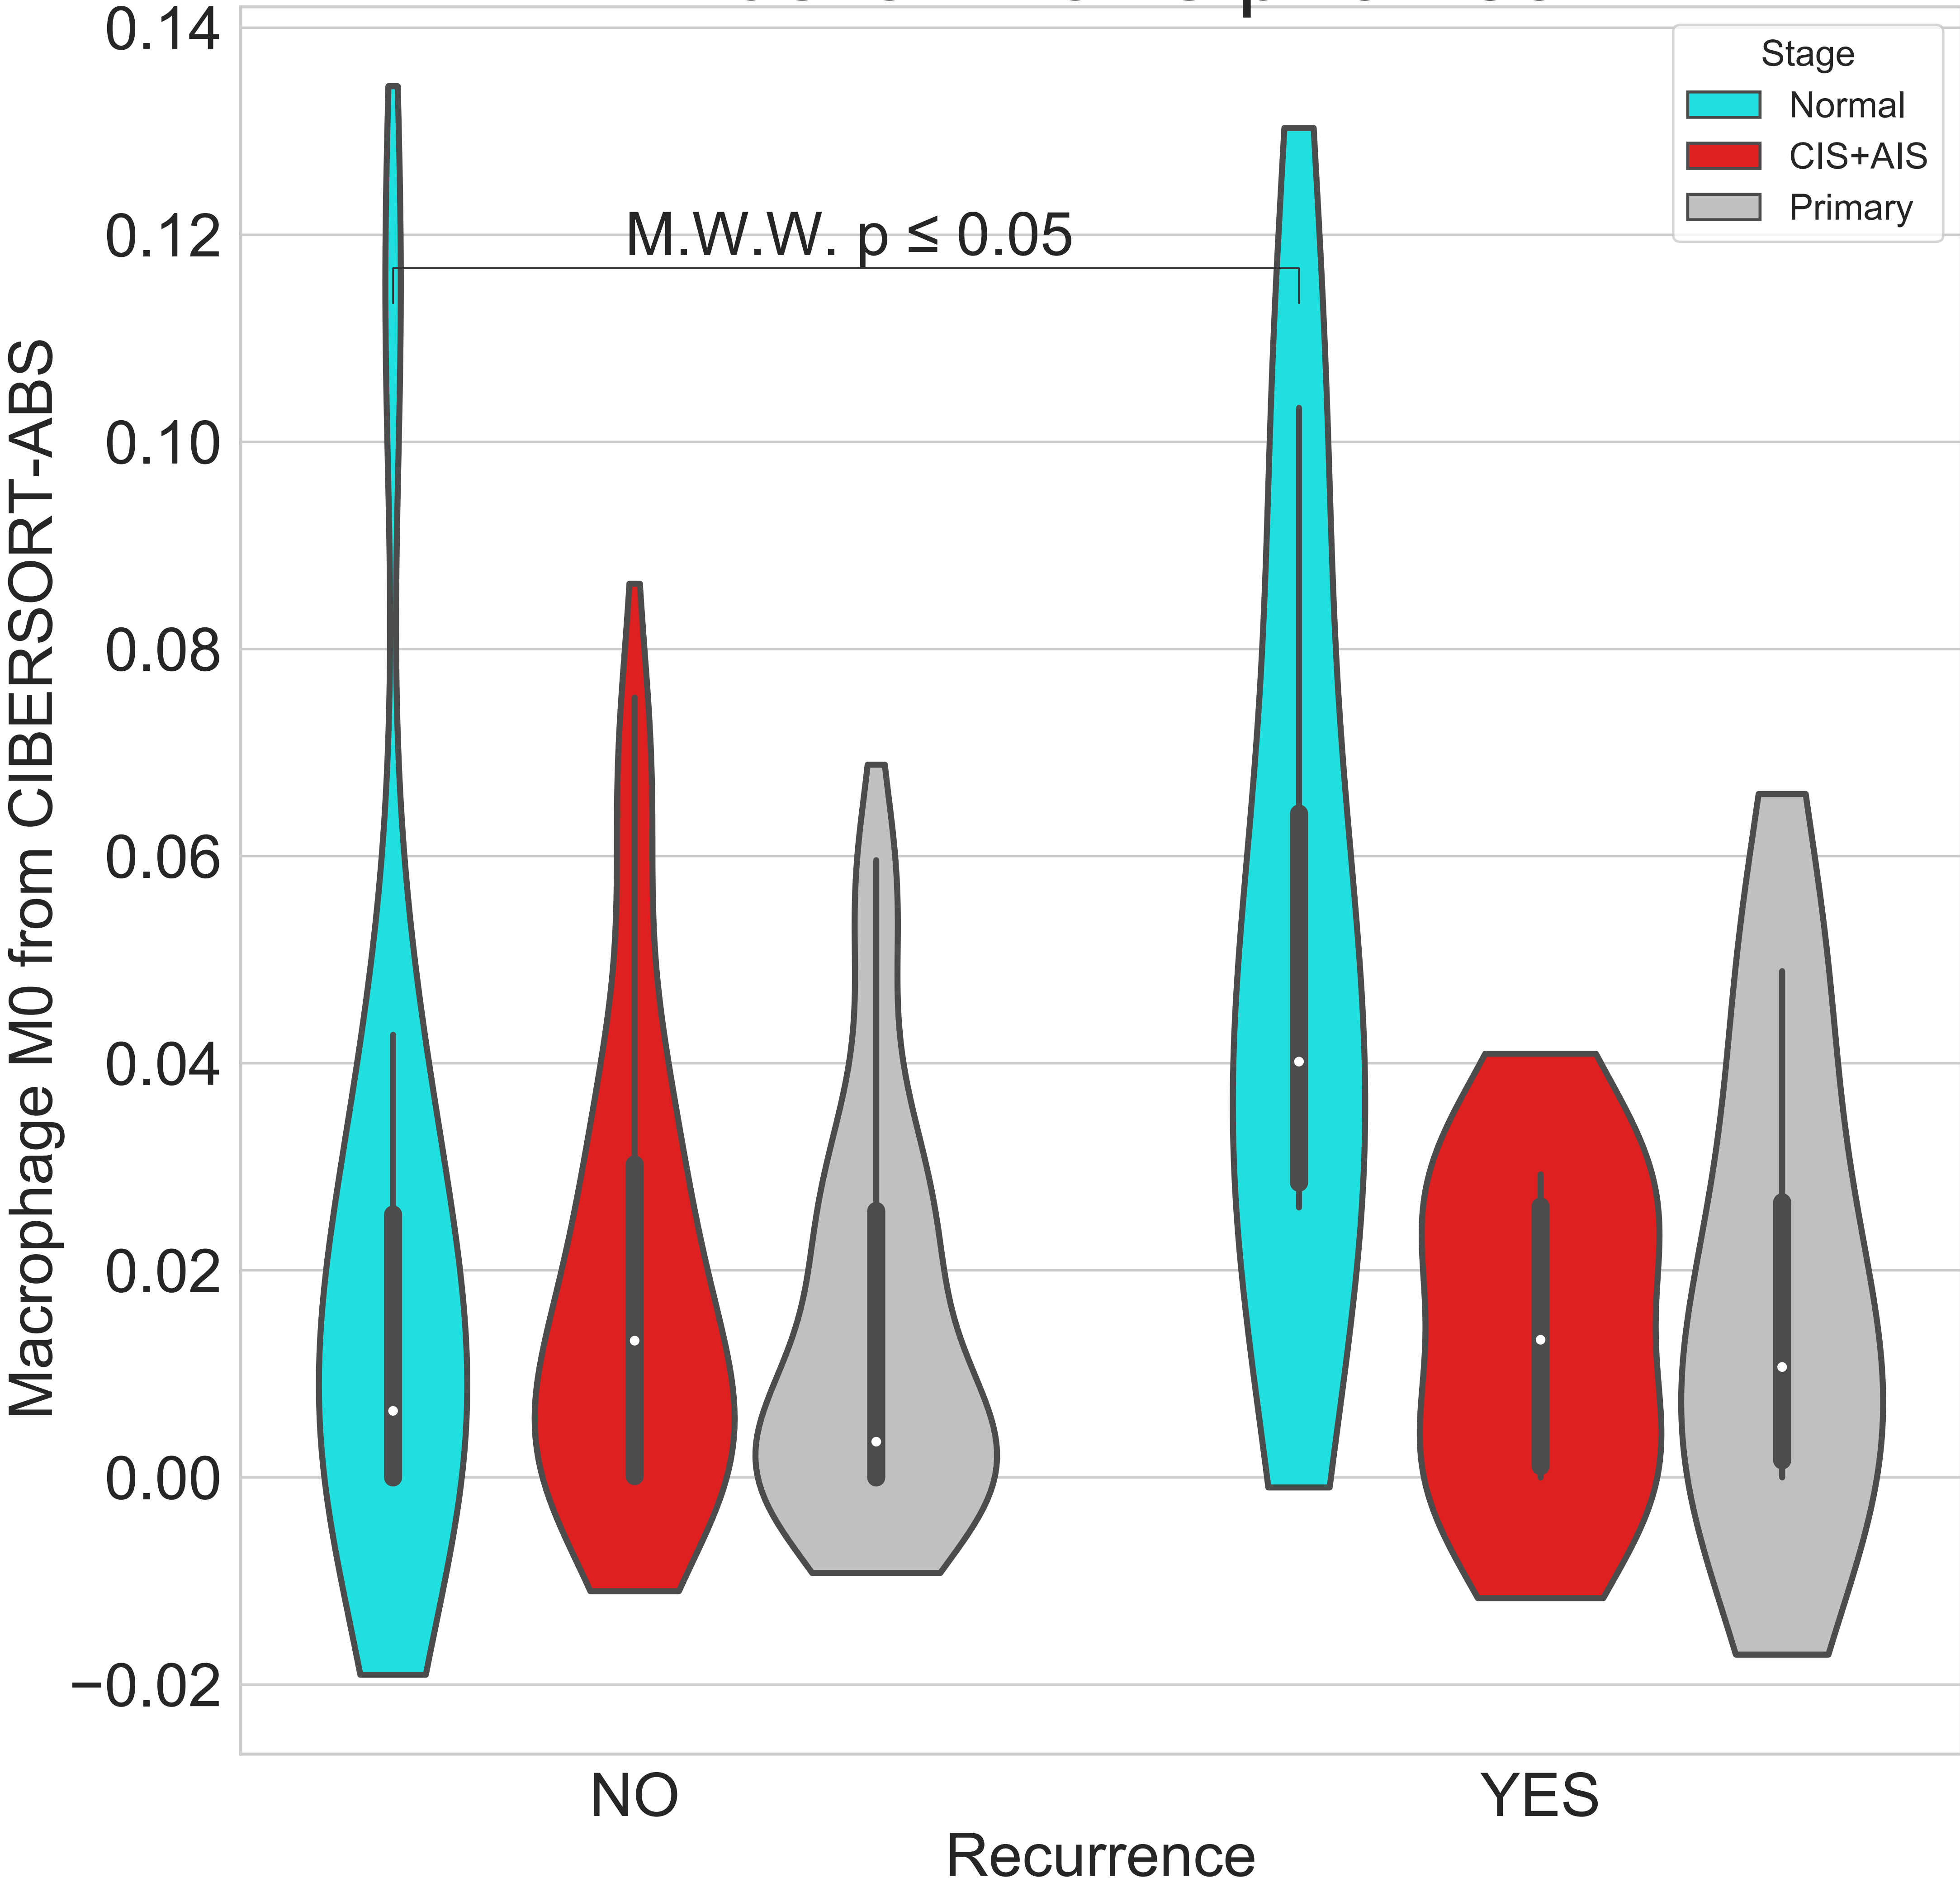 0.14
0.12
0.10
0.08
0.06
0.04
0.02
0.00
−0.02
Macrophage M0 from CIBERSORT-ABS
M.W.W. p ≤ 0.05
Stage
Normal
CIS+AIS
Primary
NO
YES
Recurrence